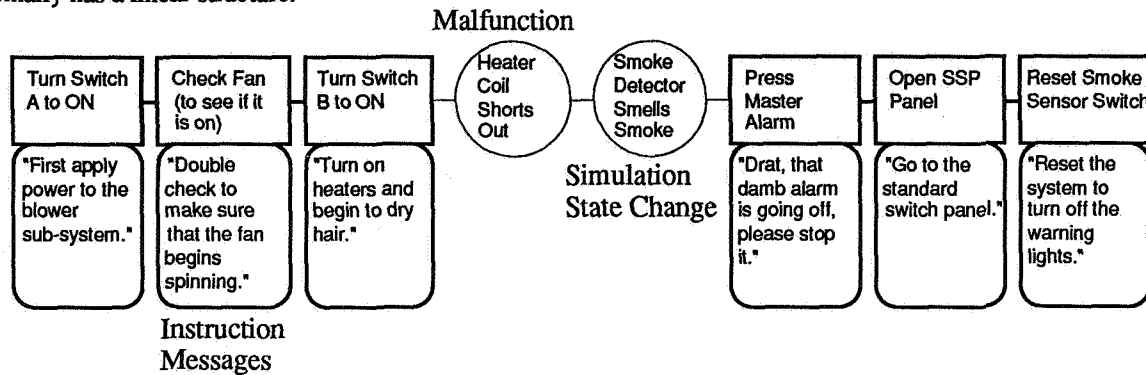 mally has a linear structure.
Malfunction
Turn Switch
A to ON
Check Fan
(to see if it
is on)
Turn Switch
B to ON
Heater
Coil
Shorts
Out
Smoke
Detector
Smells
Smoke
Press
Master
Alarm
Open SSP
Panel
Reset Smoke
Sensor Switch
"First apply
power to the
blower
sub-system."
"Double
check to
make sure
that the fan
begins
spinning."
"Turn on
heaters and
begin to dry
hair."
Simulation
State Change
"Drat, that
damb alarm
is going off,
please stop
it."
"Go to the
standard
switch panel."
"Reset the
system to
turn off the
warning
lights."
Instruction
Messages